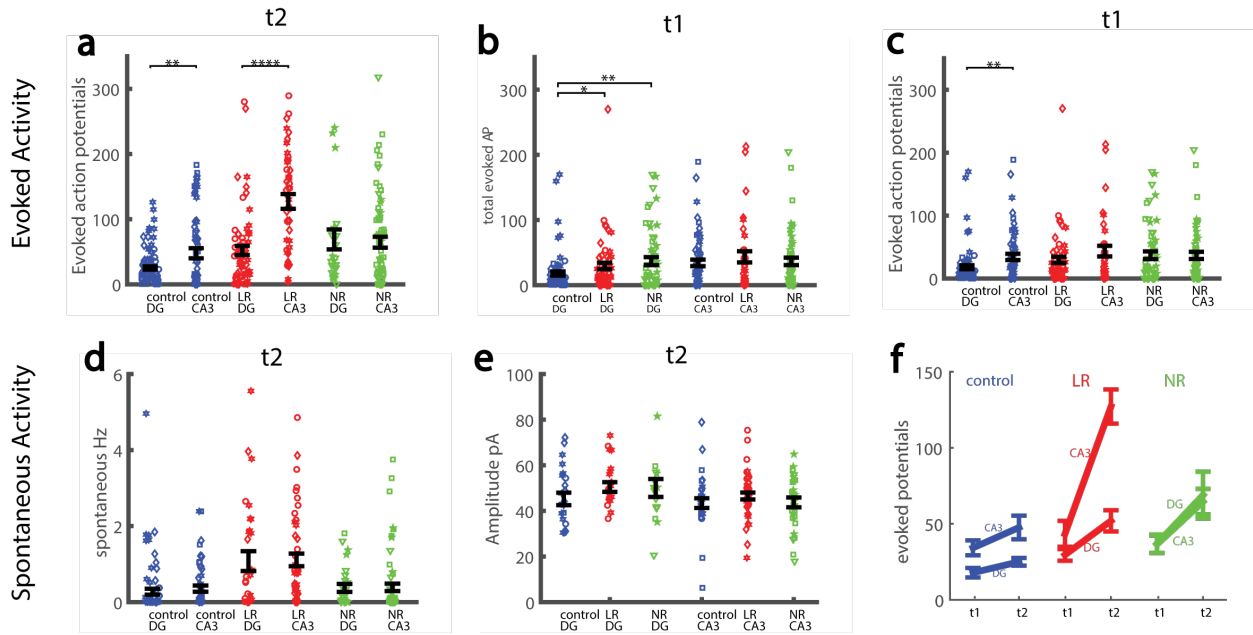 Evoked Activity
t2
a
Evoked action potentials
300
200
100
0
**
****
control DG
control CA3
LR DG
LR CA3
NR DG
NR CA3
t1
b
total evoked AP
300
200
100
0
**
*
control DG
LR DG
NR DG
control CA3
LR CA3
NR CA3
t1
c
Evoked action potentials
300
200
100
0
**
control DG
control CA3
LR DG
LR CA3
NR DG
NR CA3
Spontaneous Activity
t2
d
spontaneous Hz
6
4
2
0
control DG
control CA3
LR DG
LR CA3
NR DG
NR CA3
t2
e
Amplitude pA
100
80
60
40
20
0
control DG
LR DG
NR DG
control CA3
LR CA3
NR CA3
f
evoked potentials
150
100
50
0
control
LR
NR
CA3
DG
CA3
DG
DG
CA3
t1
t2
t1
t2
t1
t2